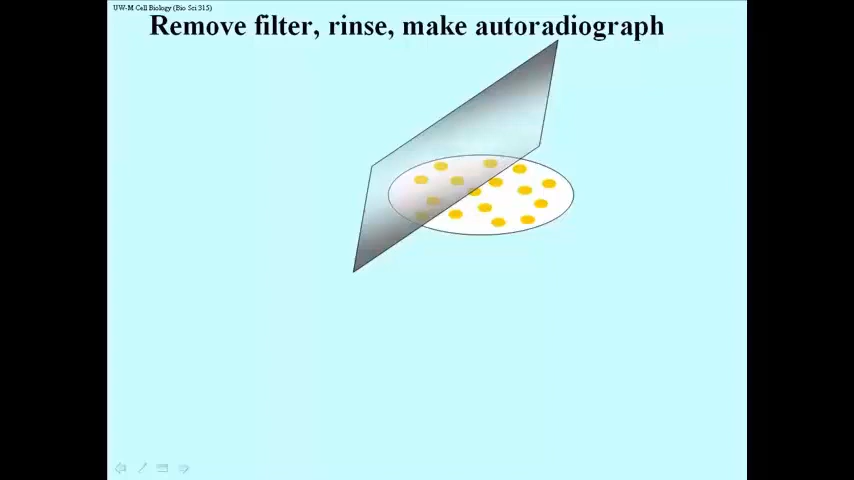 UW-M Cell Biology (Bio Sci 315)
Remove filter, rinse, make autoradiograph